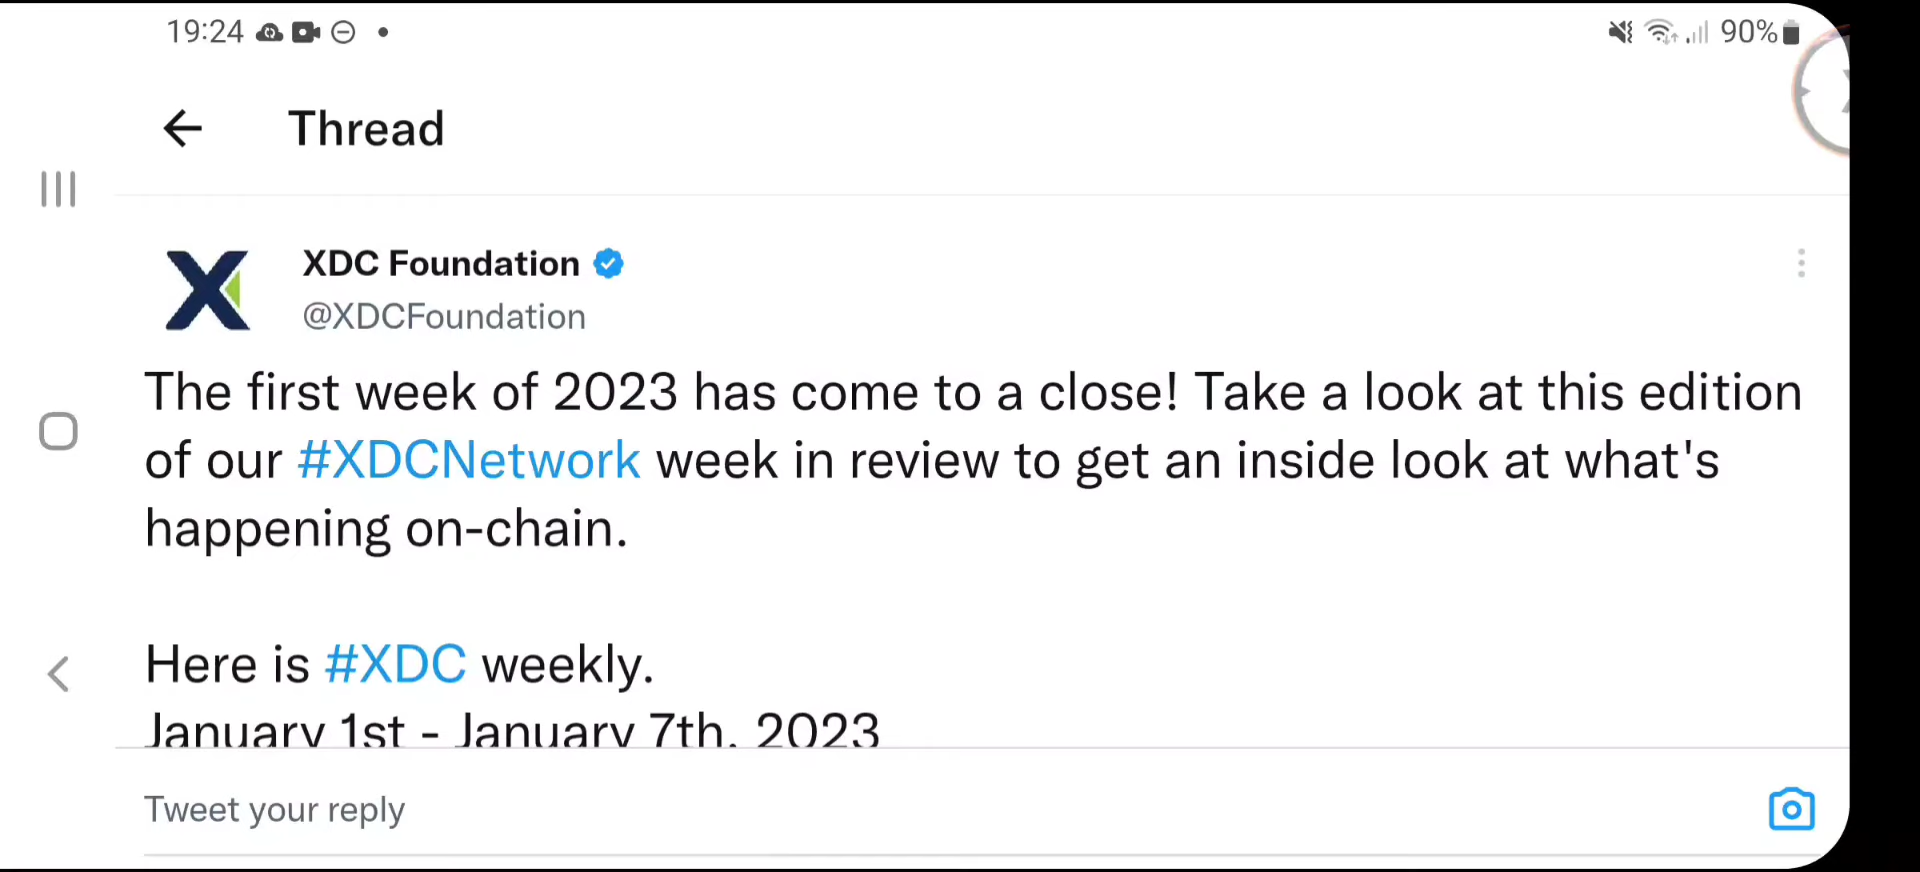 19:24
90%
Thread
XDC Foundation
@XDCFoundation
The first week of 2023 has come to a close! Take a look at this edition
of our #XDCNetwork week in review to get an inside look at what's
happening on-chain.
Here is #XDC weekly.
January 1st - January 7th, 2023
Tweet your reply